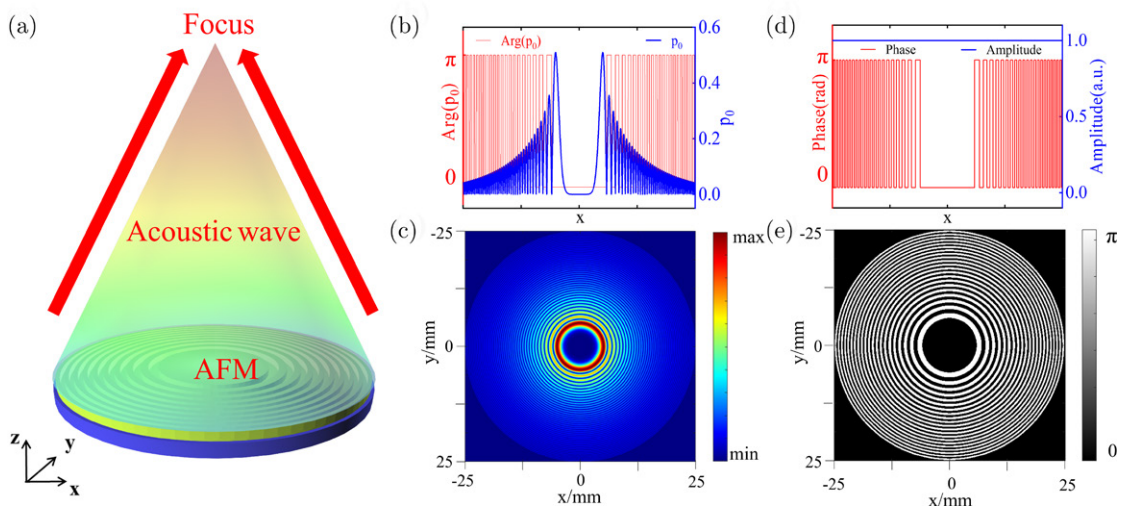 (a)
Focus
Acoustic wave
AFM
z
y
x
(b)
Arg(p₀)
p₀
π
0
Arg(p₀)
0.6
0.4
0.2
0.0
p₀
x
(c)
-25
0
25
y/mm
-25
0
25
x/mm
max
min
(d)
Phase
Amplitude
π
0
Phase(rad)
1.0
0.5
0.0
Amplitude(a.u.)
x
(e)
-25
0
25
y/mm
-25
0
25
x/mm
π
0